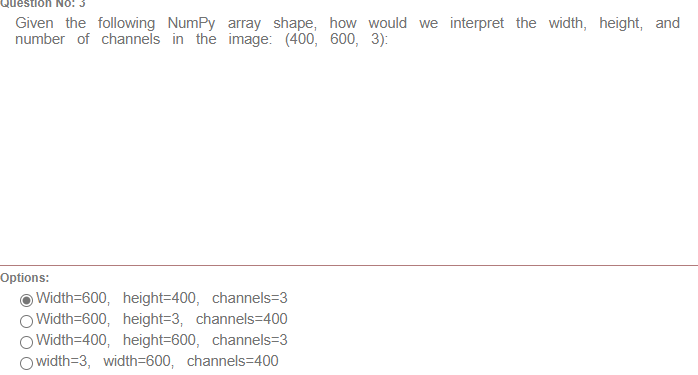 Question No: 3
Given the following NumPy array shape, how would we interpret the width, height, and
number of channels in the image: (400, 600, 3):
Options:
Width=600, height=400, channels=3
Width=600, height=3, channels=400
Width=400, height=600, channels=3
width=3, width=600, channels=400